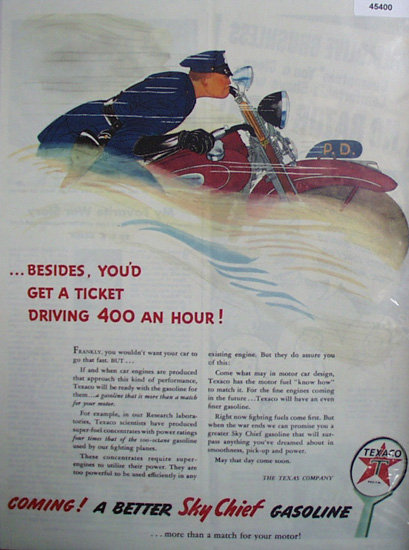 45400
P.D.
...BESIDES, YOU'D
GET A TICKET
DRIVING 400 AN HOUR!
FRANKLY, you wouldn't want your car to
go that fast. BUT...
If and when car engines are produced
that approach this kind of performance,
Texaco will be ready with the gasoline for
them...a gasoline that is more than a match
for your motor.
For example, in our Research labora-
tories, Texaco scientists have produced
super-fuel concentrates with power ratings
four times that of the 100-octane gasoline
used by our fighting planes.
These concentrates require super-
engines to utilize their power. They are
too powerful to be used efficiently in any
existing engine. But they do assure you
of this:
Come what may in motor car design,
Texaco has the motor fuel "know how"
to match it. For the fine engines coming
in the future...Texaco will have an even
finer gasoline.
Right now fighting fuels come first. But
when the war ends we can promise you a
greater Sky Chief gasoline that will sur-
pass anything you've dreamed about in
smoothness, pick-up and power.
May that day come soon.
THE TEXAS COMPANY
TEXACO
T
COMING! A BETTER Sky Chief GASOLINE
...more than a match for your motor!